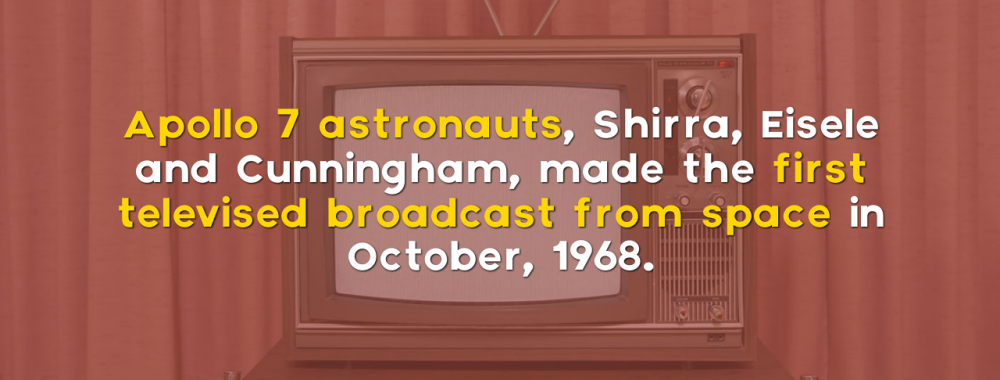 Apollo 7 astronauts, Shirra, Eisele
and Cunningham, made the first
televised broadcast from space in
October, 1968.